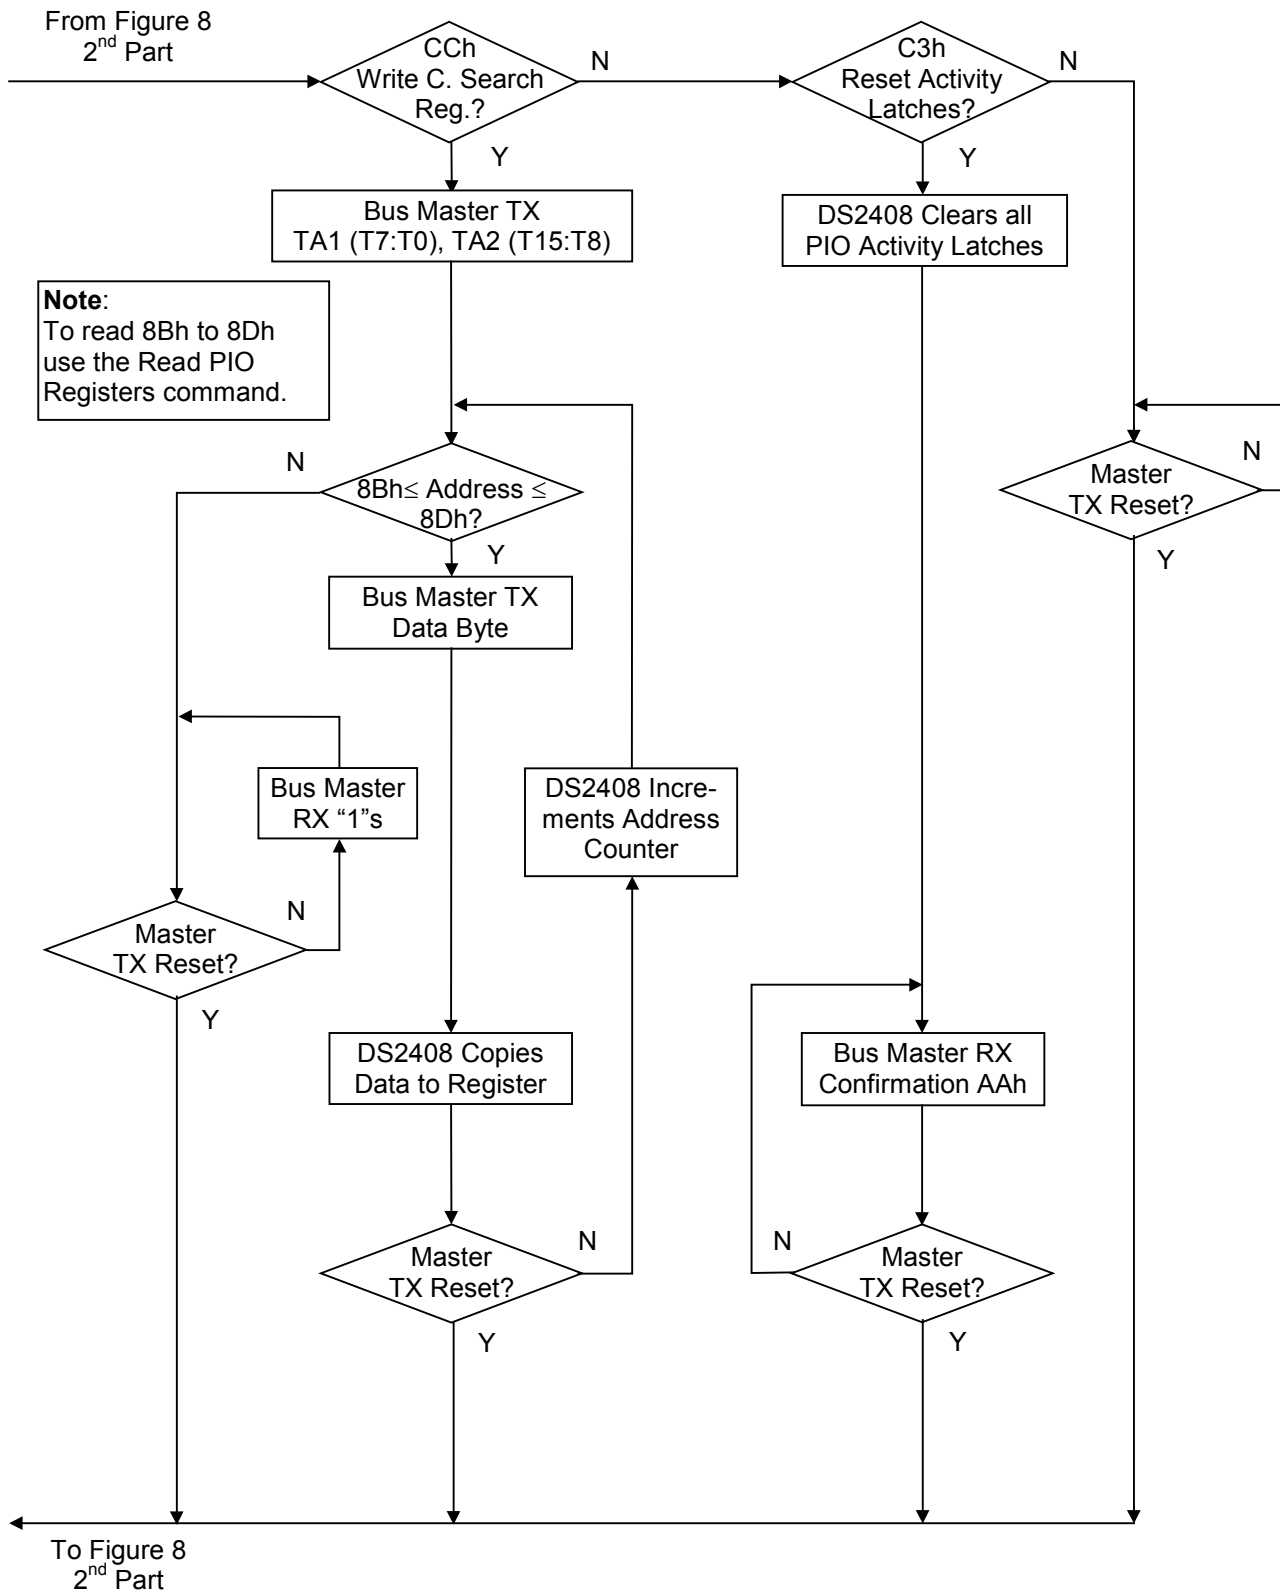 From Figure 8
2nd Part
CCh
Write C. Search
Reg.?
N
Y
C3h
Reset Activity
Latches?
N
Y
Bus Master TX
TA1 (T7:T0), TA2 (T15:T8)
DS2408 Clears all
PIO Activity Latches
Note:
To read 8Bh to 8Dh
use the Read PIO
Registers command.
N
8Bh≤ Address ≤
8Dh?
Y
Master
TX Reset?
N
Y
Bus Master TX
Data Byte
Bus Master
RX “1”s
DS2408 Incre-
ments Address
Counter
Master
TX Reset?
N
Y
DS2408 Copies
Data to Register
Bus Master RX
Confirmation AAh
Master
TX Reset?
N
Y
N
Master
TX Reset?
Y
To Figure 8
2nd Part